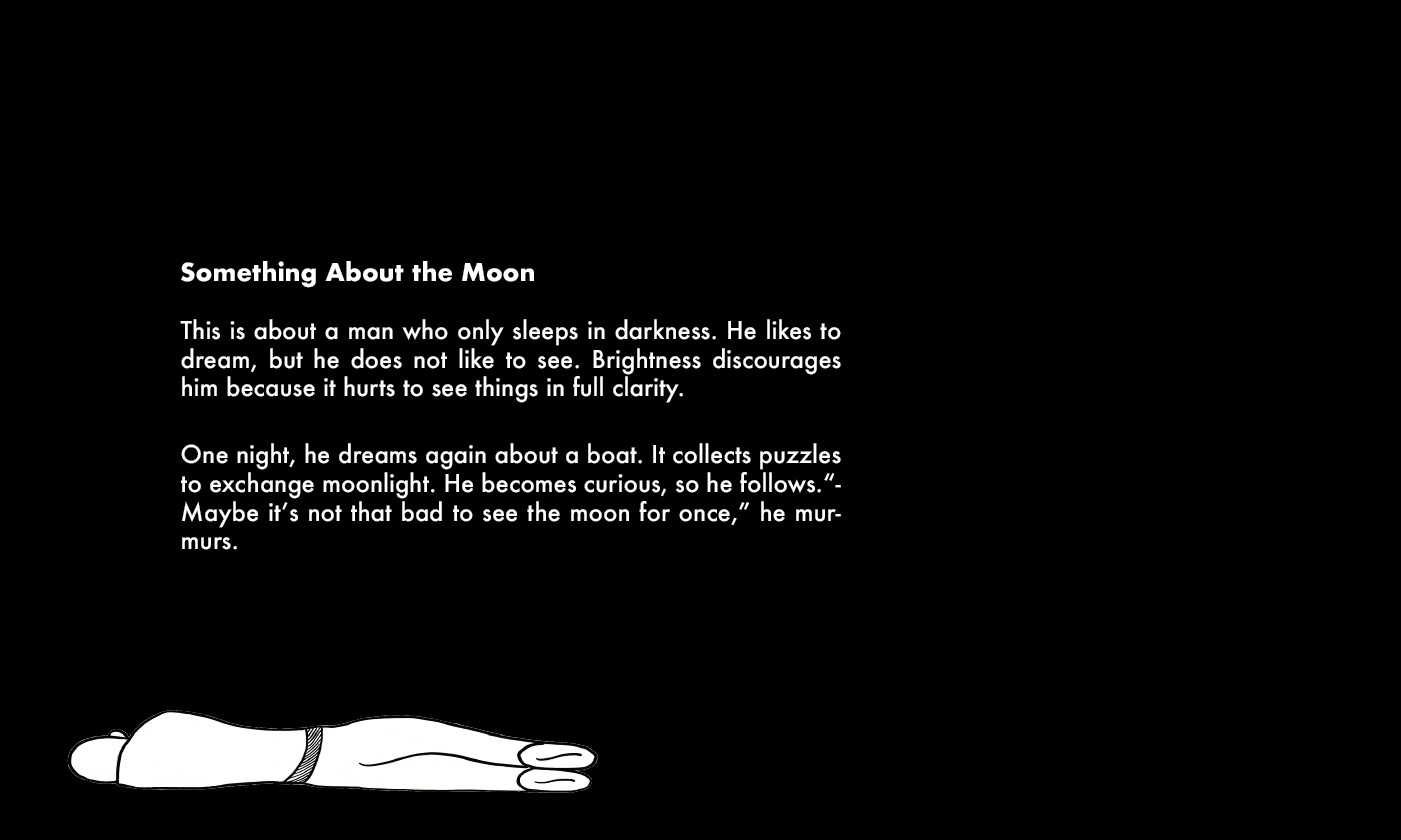 Something About the Moon
This is about a man who only sleeps in darkness. He likes to
dream, but he does not like to see. Brightness discourages
him because it hurts to see things in full clarity.
One night, he dreams again about a boat. It collects puzzles
to exchange moonlight. He becomes curious, so he follows.“-
Maybe it’s not that bad to see the moon for once,” he mur-
murs.